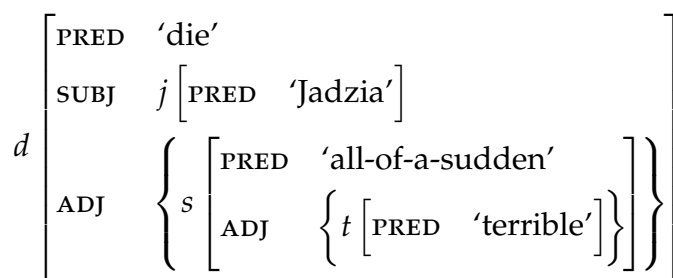 PRED ‘die’
SUBJ j [PRED ‘Jadzia’]
d
PRED ‘all-of-a-sudden’
ADJ { s
ADJ { t [PRED ‘terrible’] } }